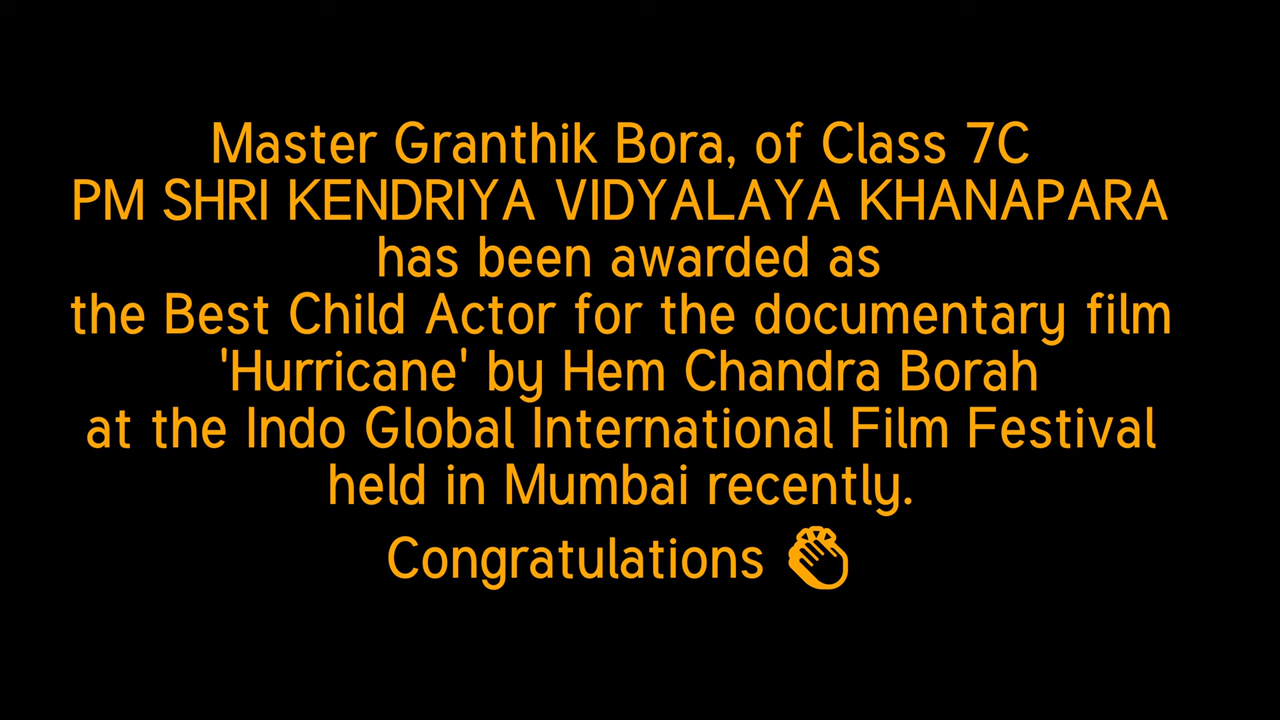 Master Granthik Bora, of Class 7C
PM SHRI KENDRIYA VIDYALAYA KHANAPARA
has been awarded as
the Best Child Actor for the documentary film
'Hurricane' by Hem Chandra Borah
at the Indo Global International Film Festival
held in Mumbai recently.
Congratulations 👏